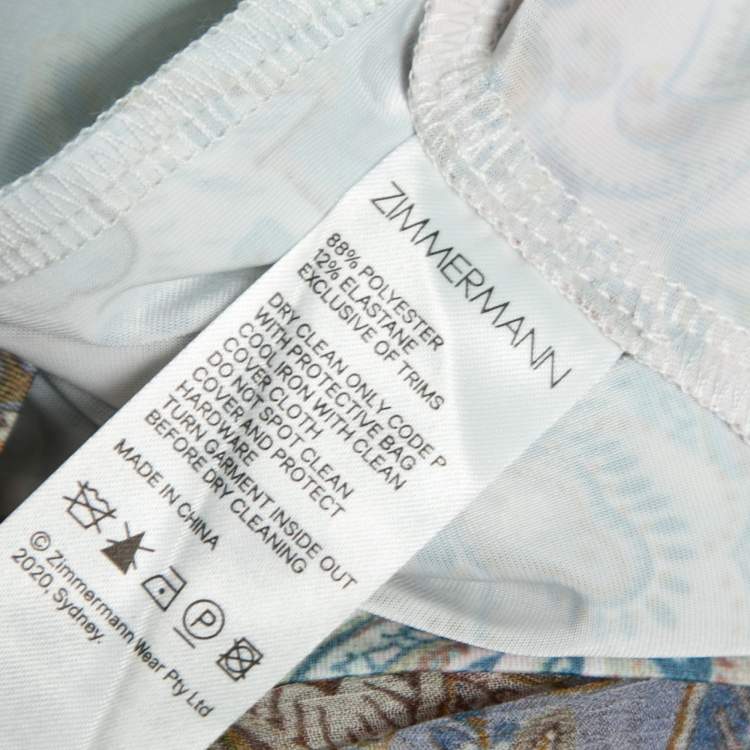 ZIMMERMANN
88% POLYESTER
12% ELASTANE
EXCLUSIVE OF TRIMS
DRY CLEAN ONLY CODE P
WITH PROTECTIVE BAG
COOL IRON WITH CLEAN
COVER CLOTH
DO NOT SPOT CLEAN
COVER AND PROTECT
HARDWARE
TURN GARMENT INSIDE OUT
BEFORE DRY CLEANING
MADE IN CHINA
P
© Zimmermann Wear Pty Ltd
2020, Sydney.